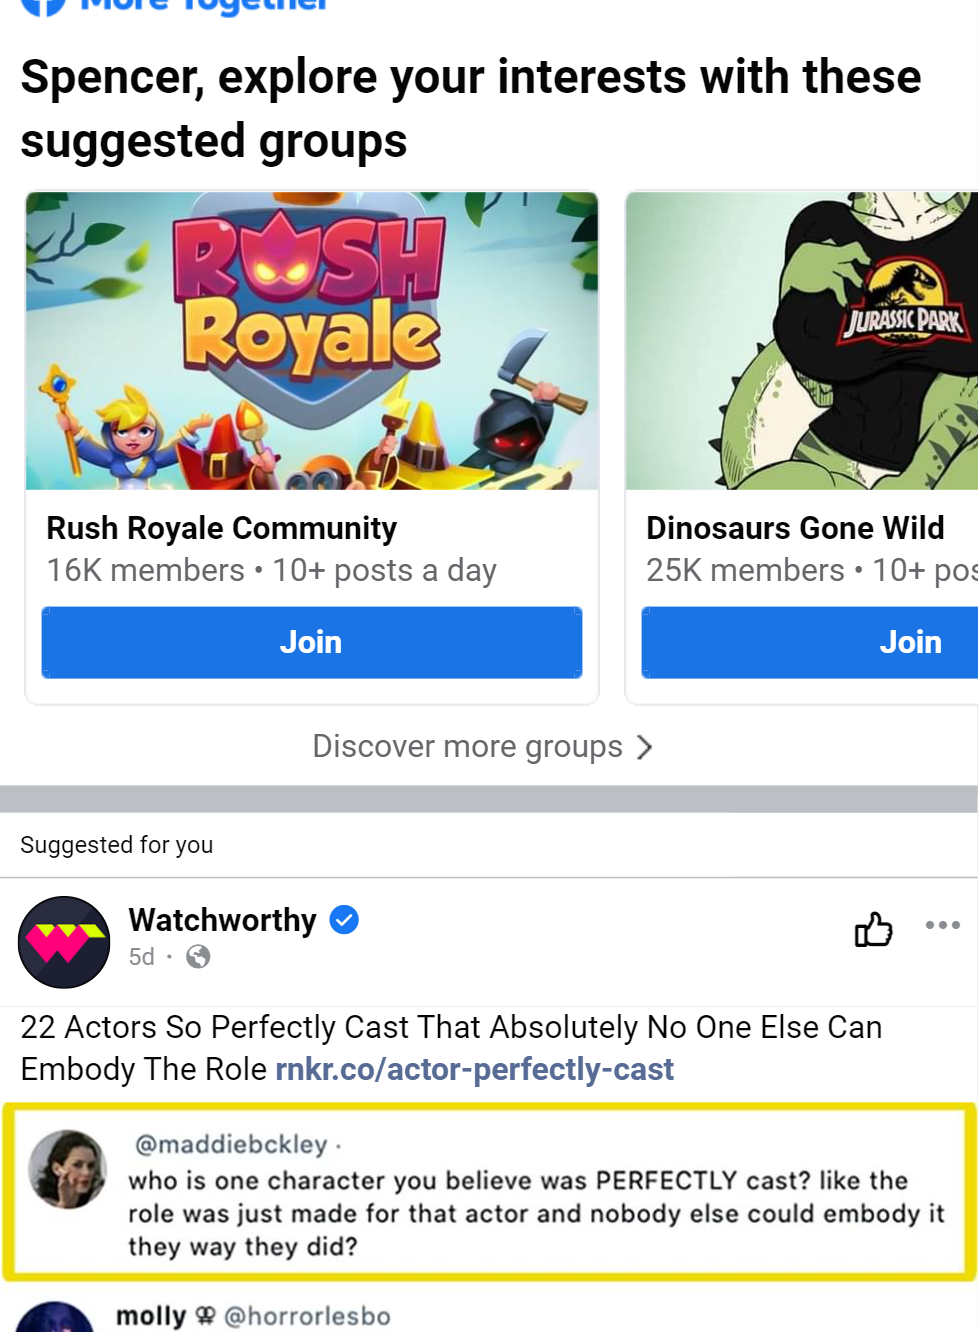 More Together
Spencer, explore your interests with these
suggested groups
RUSH
Royale
JURASSIC PARK
Rush Royale Community
16K members • 10+ posts a day
Join
Dinosaurs Gone Wild
25K members • 10+ pos
Join
Discover more groups
Suggested for you
Watchworthy
5d ·
22 Actors So Perfectly Cast That Absolutely No One Else Can
Embody The Role rnkr.co/actor-perfectly-cast
@maddiebckley ·
who is one character you believe was PERFECTLY cast? like the
role was just made for that actor and nobody else could embody it
they way they did?
molly ⚢ @horrorlesbo